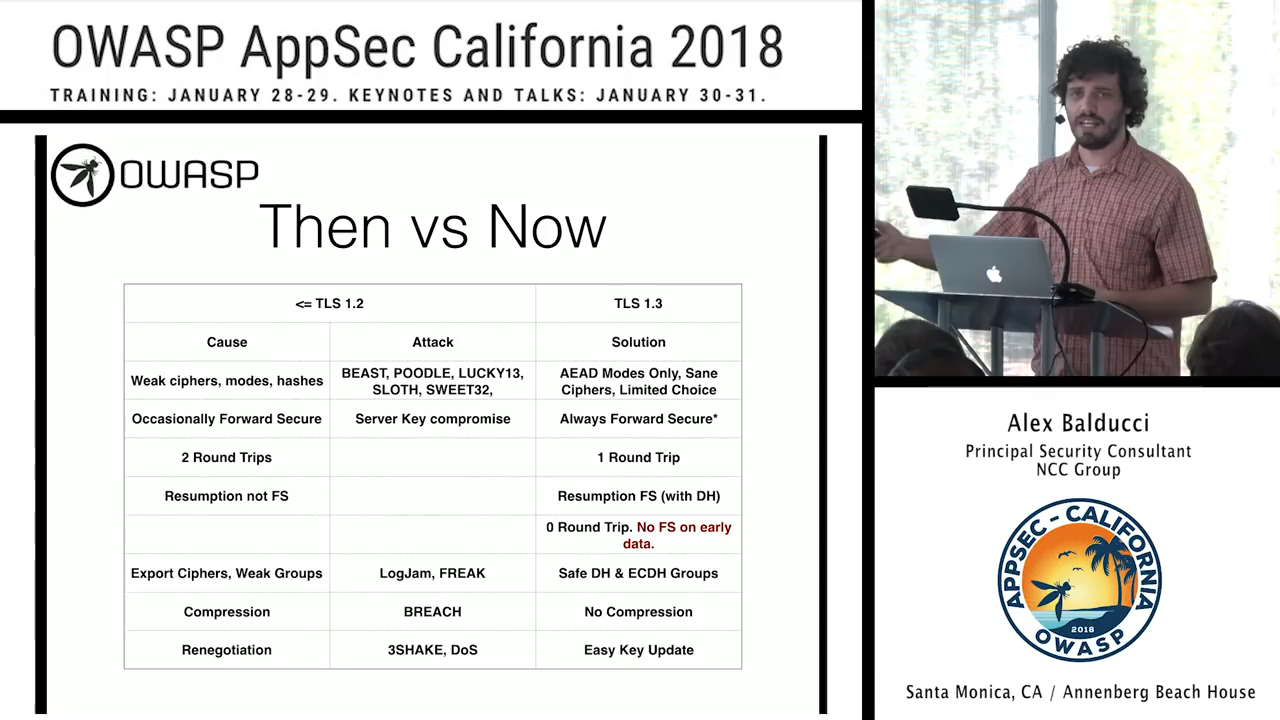 OWASP AppSec California 2018
TRAINING: JANUARY 28-29. KEYNOTES AND TALKS: JANUARY 30-31.
OWASP
Then vs Now
<= TLS 1.2
TLS 1.3
Cause
Attack
Solution
Weak ciphers, modes, hashes
BEAST, POODLE, LUCKY13,
SLOTH, SWEET32,
AEAD Modes Only, Sane
Ciphers, Limited Choice
Occasionally Forward Secure
Server Key compromise
Always Forward Secure*
2 Round Trips
1 Round Trip
Resumption not FS
Resumption FS (with DH)
0 Round Trip. No FS on early
data.
Export Ciphers, Weak Groups
LogJam, FREAK
Safe DH & ECDH Groups
Compression
BREACH
No Compression
Renegotiation
3SHAKE, DoS
Easy Key Update
Alex Balducci
Principal Security Consultant
NCC Group
APPSEC - CALIFORNIA
2018
OWASP
Santa Monica, CA / Annenberg Beach House